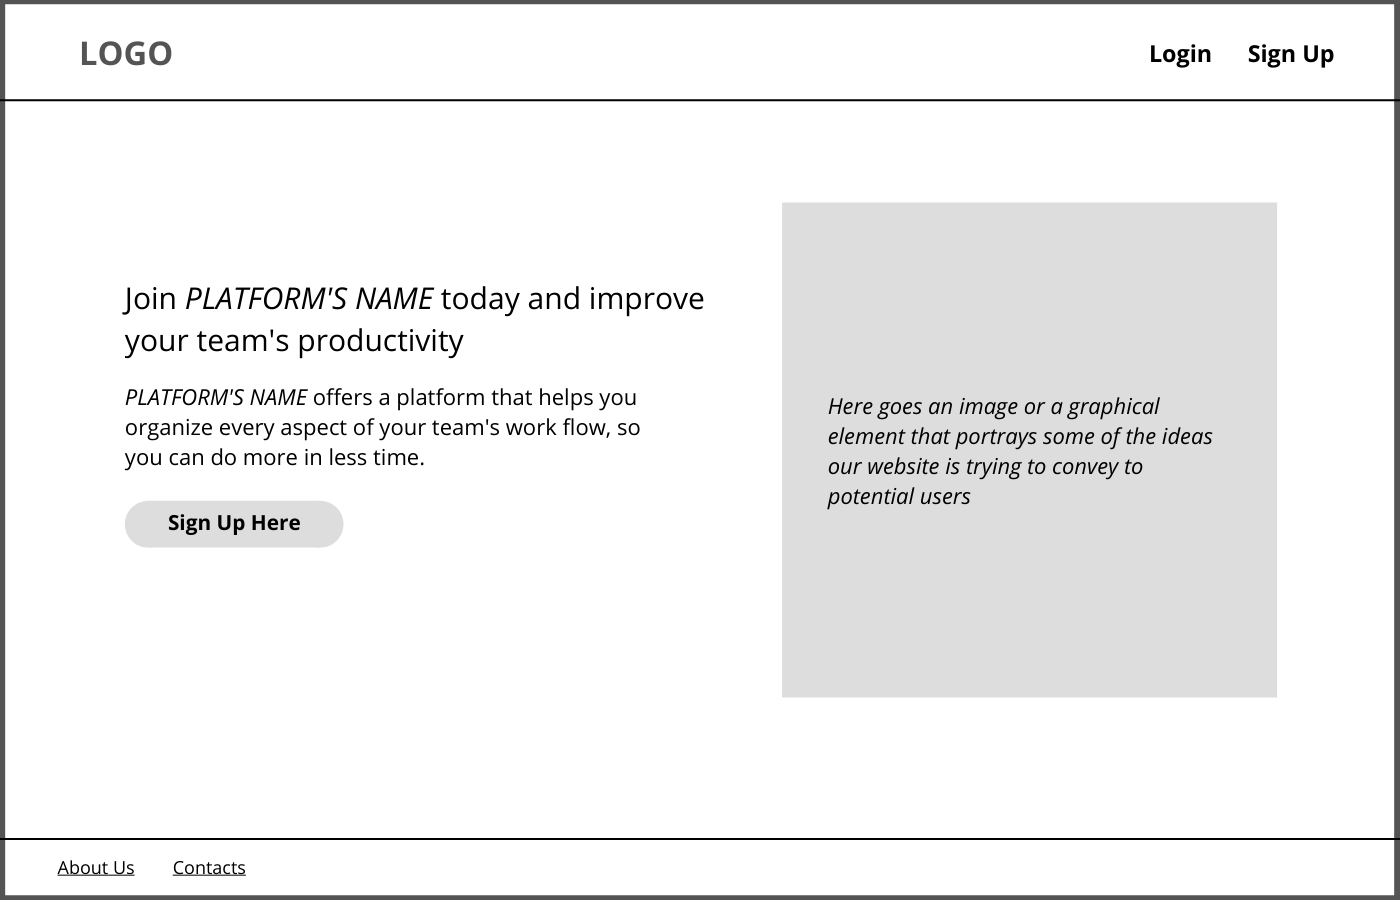 LOGO
Login
Sign Up
Join PLATFORM'S NAME today and improve
your team's productivity
PLATFORM'S NAME offers a platform that helps you
organize every aspect of your team's work flow, so
you can do more in less time.
Sign Up Here
Here goes an image or a graphical
element that portrays some of the ideas
our website is trying to convey to
potential users
About Us
Contacts